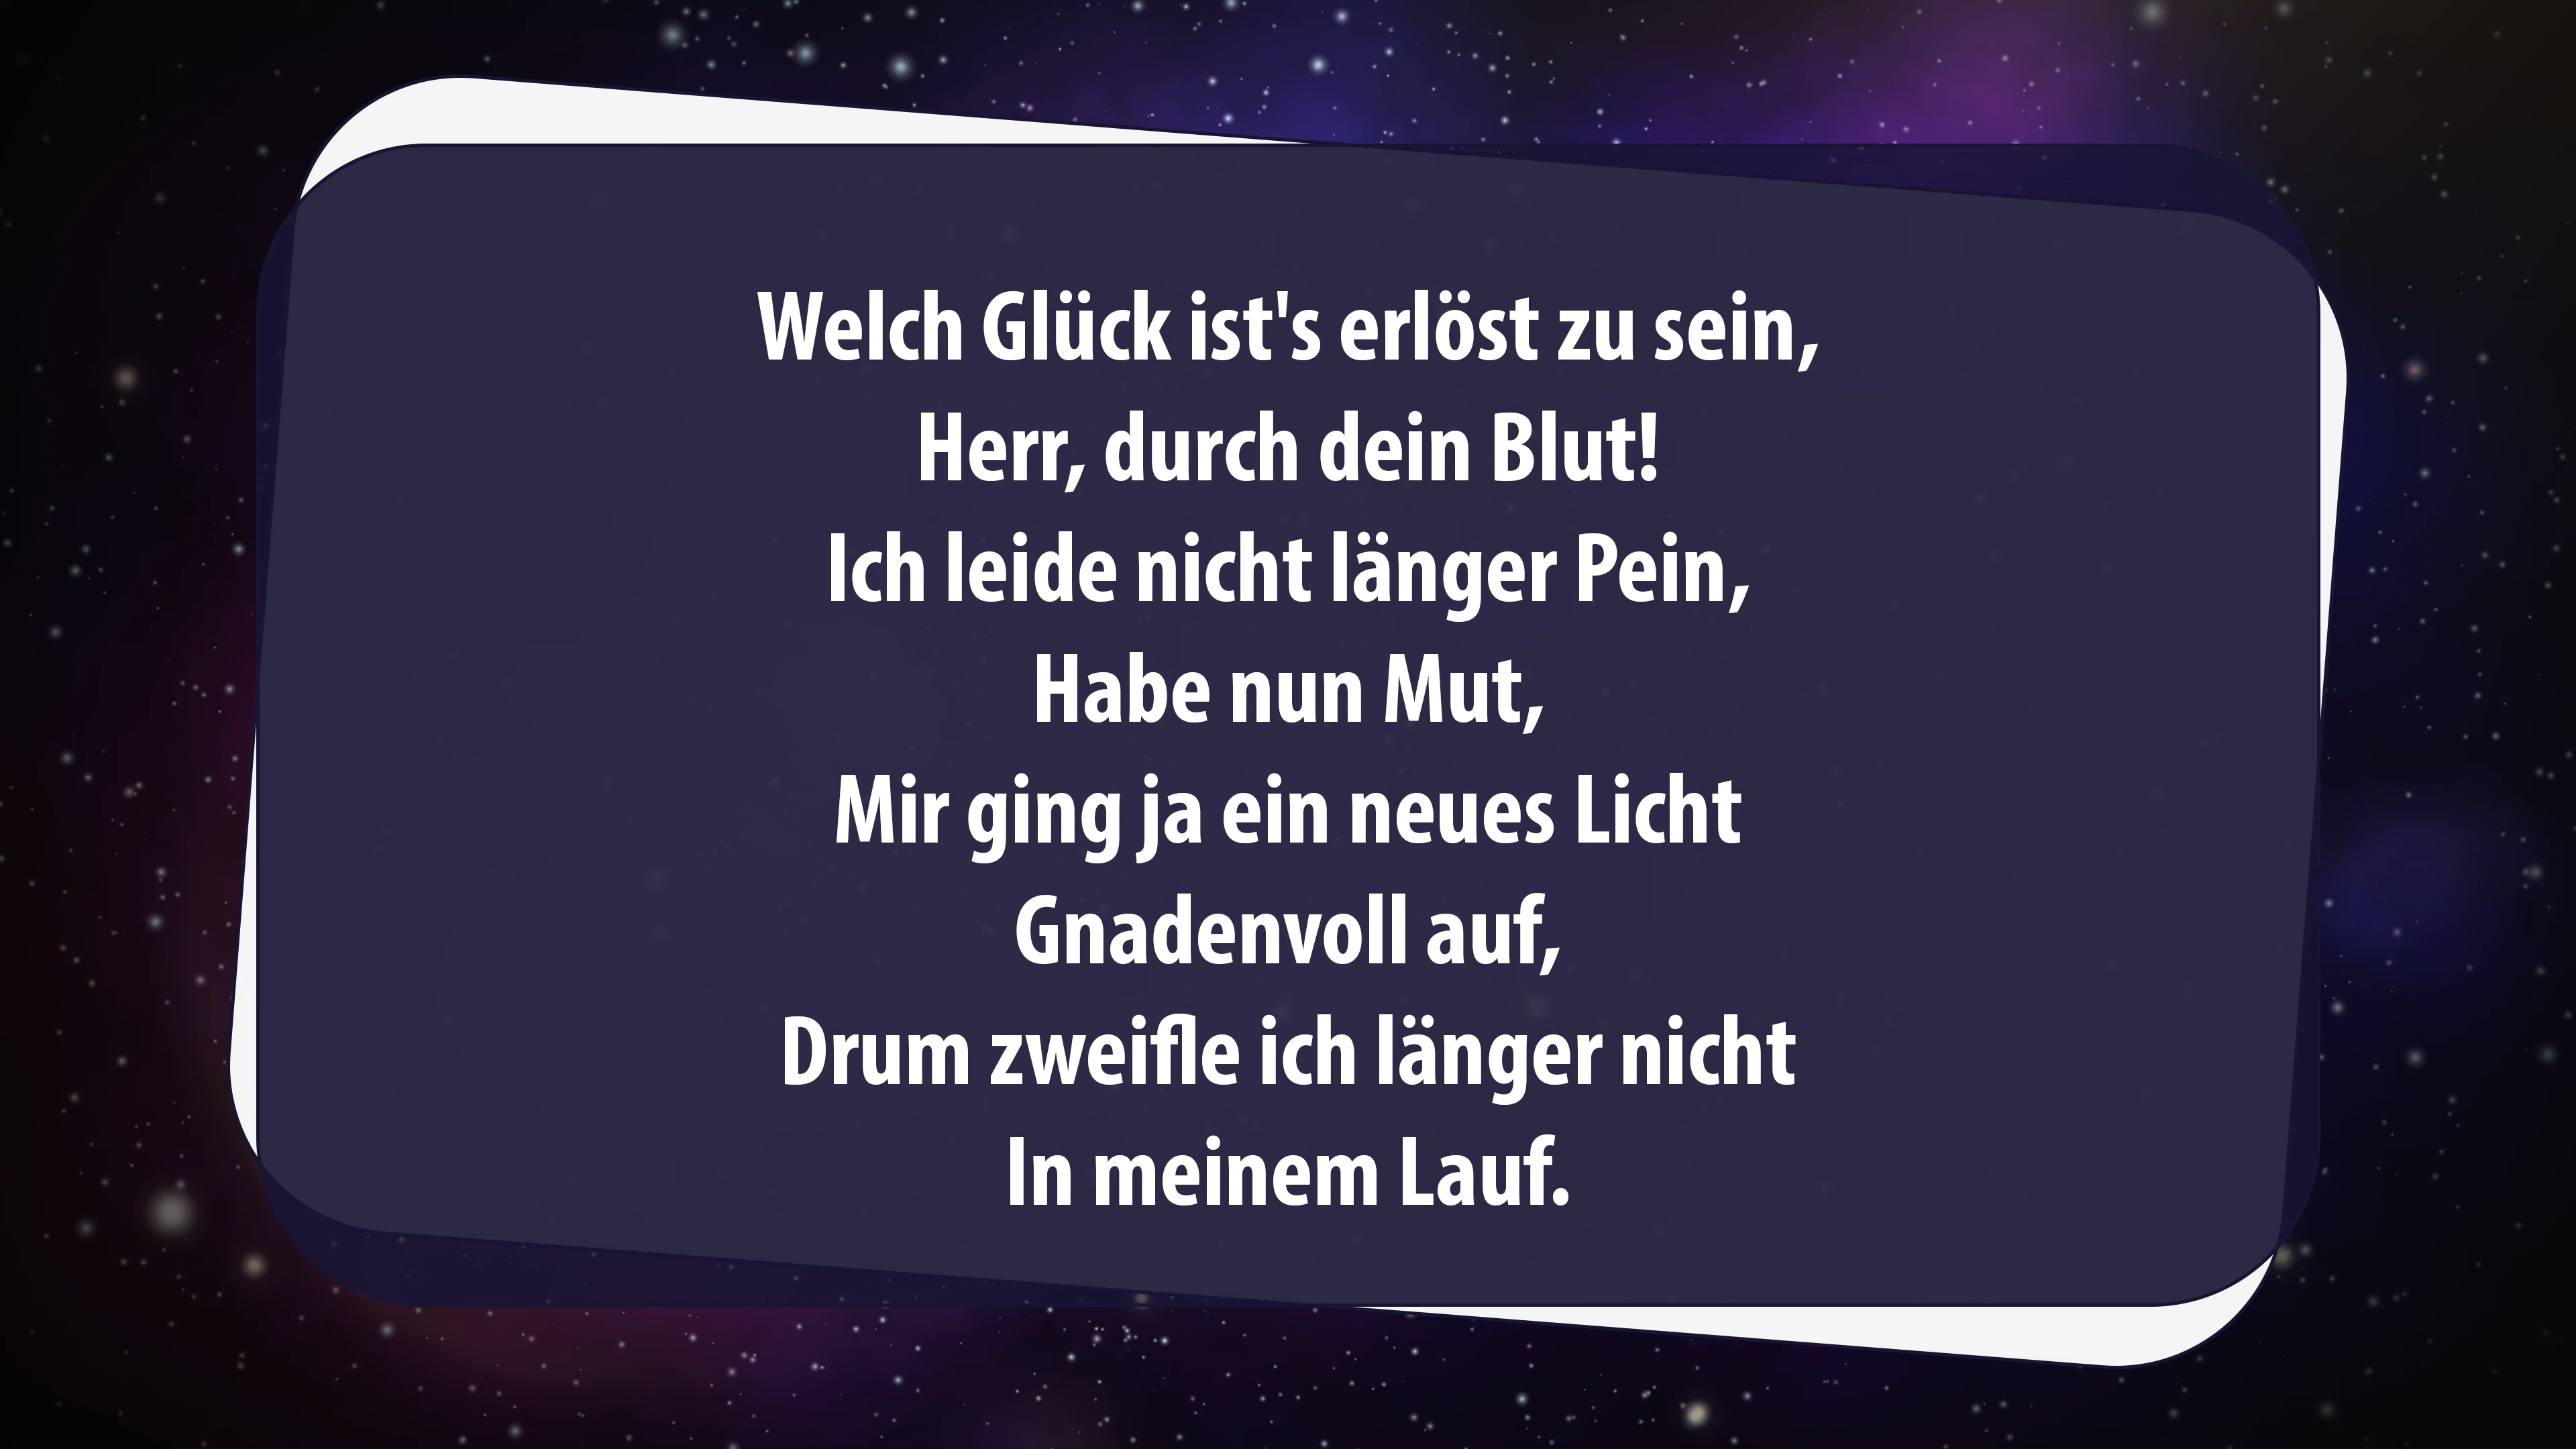 Welch Glück ist's erlöst zu sein,
Herr, durch dein Blut!
Ich leide nicht länger Pein,
Habe nun Mut,
Mir ging ja ein neues Licht
Gnadenvoll auf,
Drum zweifle ich länger nicht
In meinem Lauf.